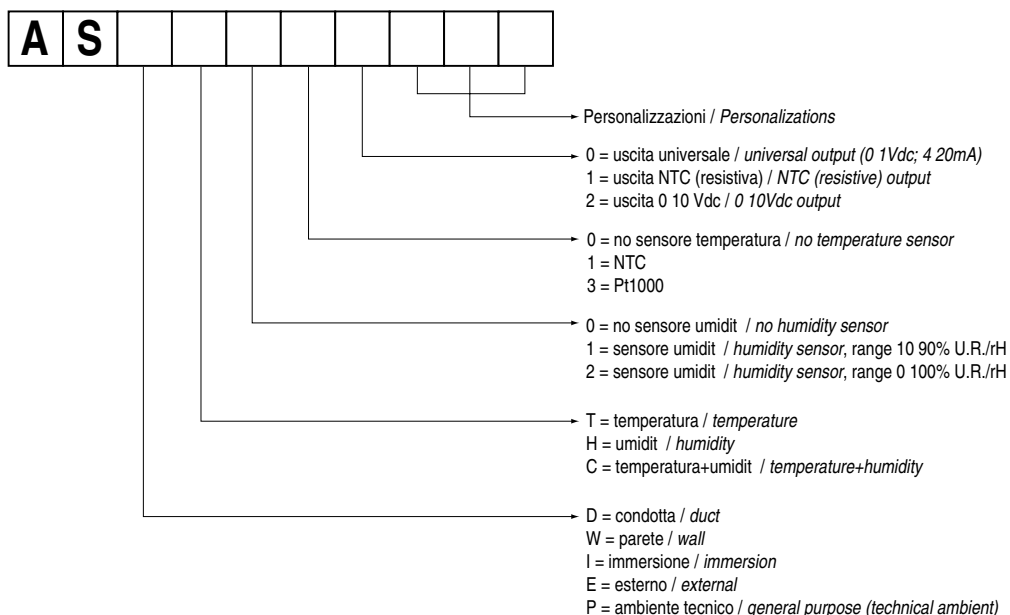 AS
Personalizzazioni / Personalizations
0 = uscita universale / universal output (0 1Vdc; 4 20mA)
1 = uscita NTC (resistiva) / NTC (resistive) output
2 = uscita 0 10 Vdc / 0 10Vdc output
0 = no sensore temperatura / no temperature sensor
1 = NTC
3 = Pt1000
0 = no sensore umidit / no humidity sensor
1 = sensore umidit / humidity sensor, range 10 90% U.R./rH
2 = sensore umidit / humidity sensor, range 0 100% U.R./rH
T = temperatura / temperature
H = umidit / humidity
C = temperatura+umidit / temperature+humidity
D = condotta / duct
W = parete / wall
I = immersione / immersion
E = esterno / external
P = ambiente tecnico / general purpose (technical ambient)